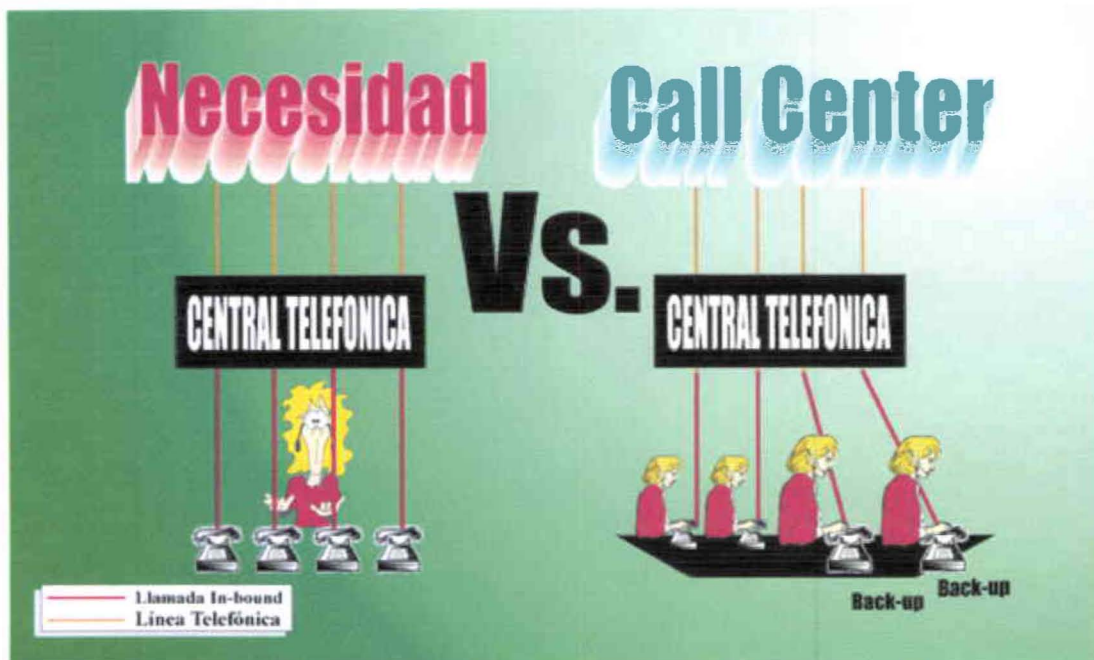 Necesidad
Call Center
Vs.
CENTRAL TELEFONICA
CENTRAL TELEFONICA
Back-up
Back-up
Llamada In-bound
Línea Telefónica